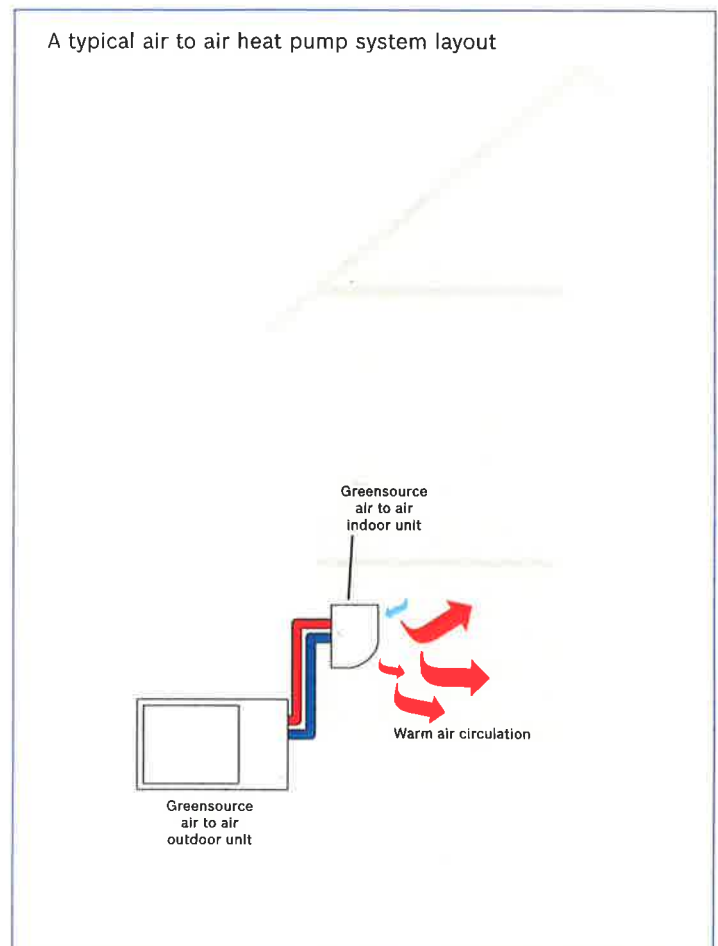 A typical air to air heat pump system layout
Greensource
air to air
indoor unit
Warm air circulation
Greensource
air to air
outdoor unit